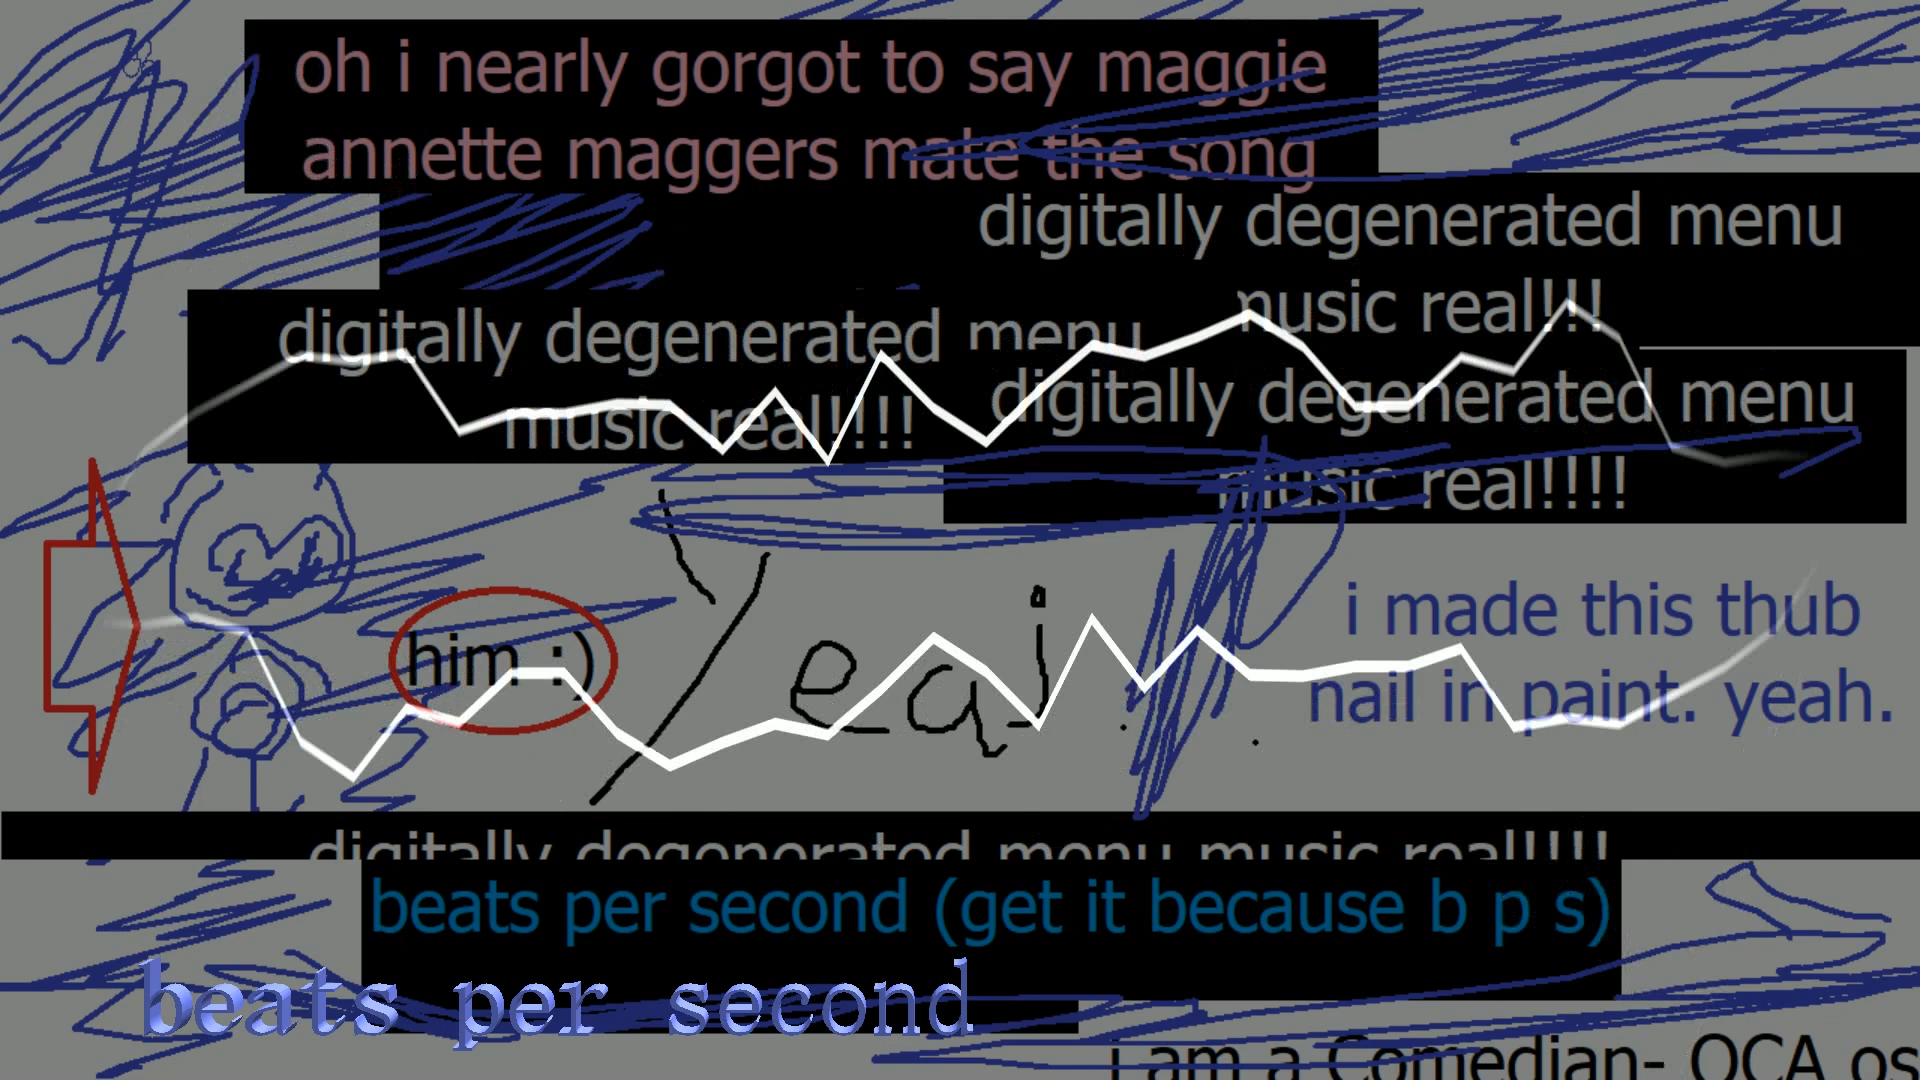 oh i nearly gorgot to say maggie
annette maggers mate the song
digitally degenerated menu
music real!!!
digitally degenerated menu
music real!!!!
digitally degenerated menu
music real!!!!
him :)
Yea
i made this thub
nail in paint. yeah.
digitally degenerated menu music real!!!!
beats per second (get it because b p s)
beats per second
i am a Comedian- OCA os